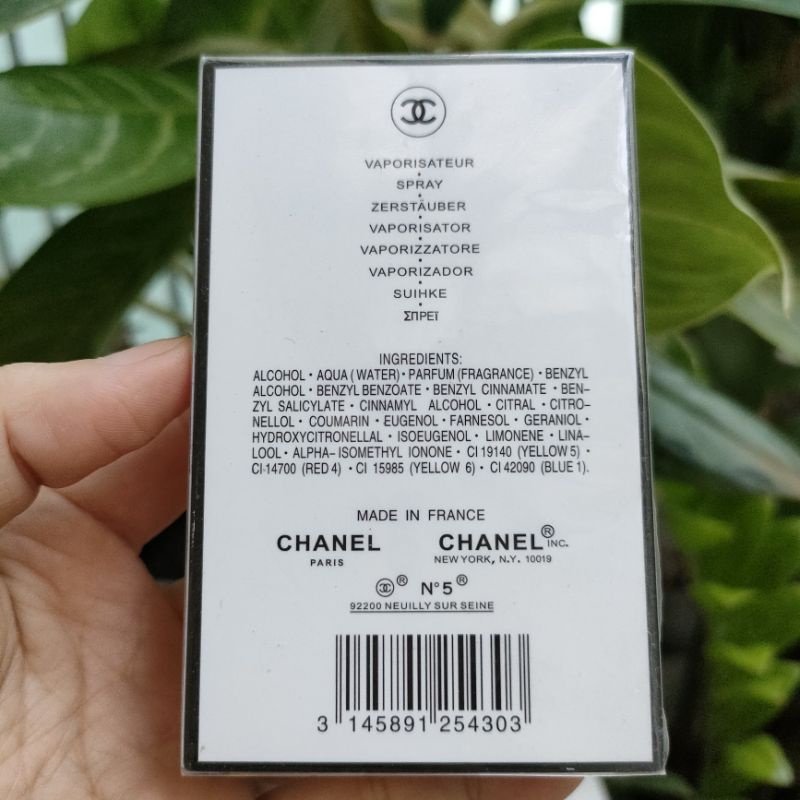 VAPORISATEUR
SPRAY
ZERSTÄUBER
VAPORISATOR
VAPORIZZATORE
VAPORIZADOR
SUIHKE
ΣΠΡΕΪ
INGREDIENTS:
ALCOHOL • AQUA ( WATER) • PARFUM (FRAGRANCE) • BENZYL
ALCOHOL • BENZYL BENZOATE • BENZYL CINNAMATE • BEN-
ZYL SALICYLATE • CINNAMYL ALCOHOL • CITRAL • CITRO-
NELLOL • COUMARIN • EUGENOL • FARNESOL • GERANIOL •
HYDROXYCITRONELLAL • ISOEUGENOL • LIMONENE • LINA-
LOOL • ALPHA- ISOMETHYL IONONE • CI 19140 (YELLOW 5) •
CI 14700 (RED 4) • CI 15985 (YELLOW 6) • CI 42090 (BLUE 1).
MADE IN FRANCE
CHANEL CHANEL® INC.
PARIS NEW YORK, N.Y. 10019
® N°5®
92200 NEUILLY SUR SEINE
3 145891 254303